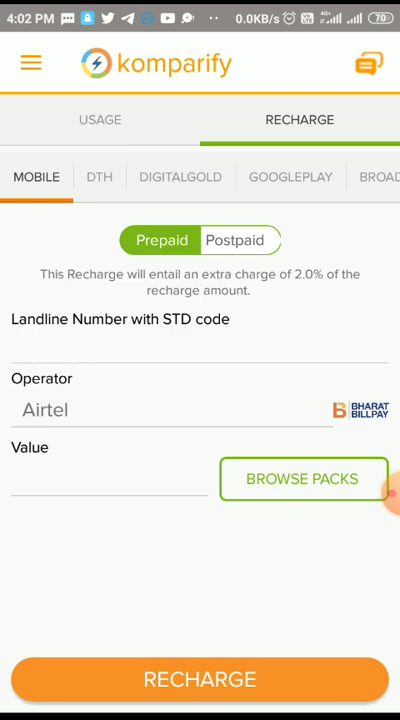 4:02 PM
0.0KB/s
4G+
70
komparify
USAGE
RECHARGE
MOBILE
DTH
DIGITALGOLD
GOOGLEPLAY
BROAD
Prepaid
Postpaid
This Recharge will entail an extra charge of 2.0% of the
recharge amount.
Landline Number with STD code
Operator
Airtel
BHARAT
BILLPAY
Value
BROWSE PACKS
RECHARGE